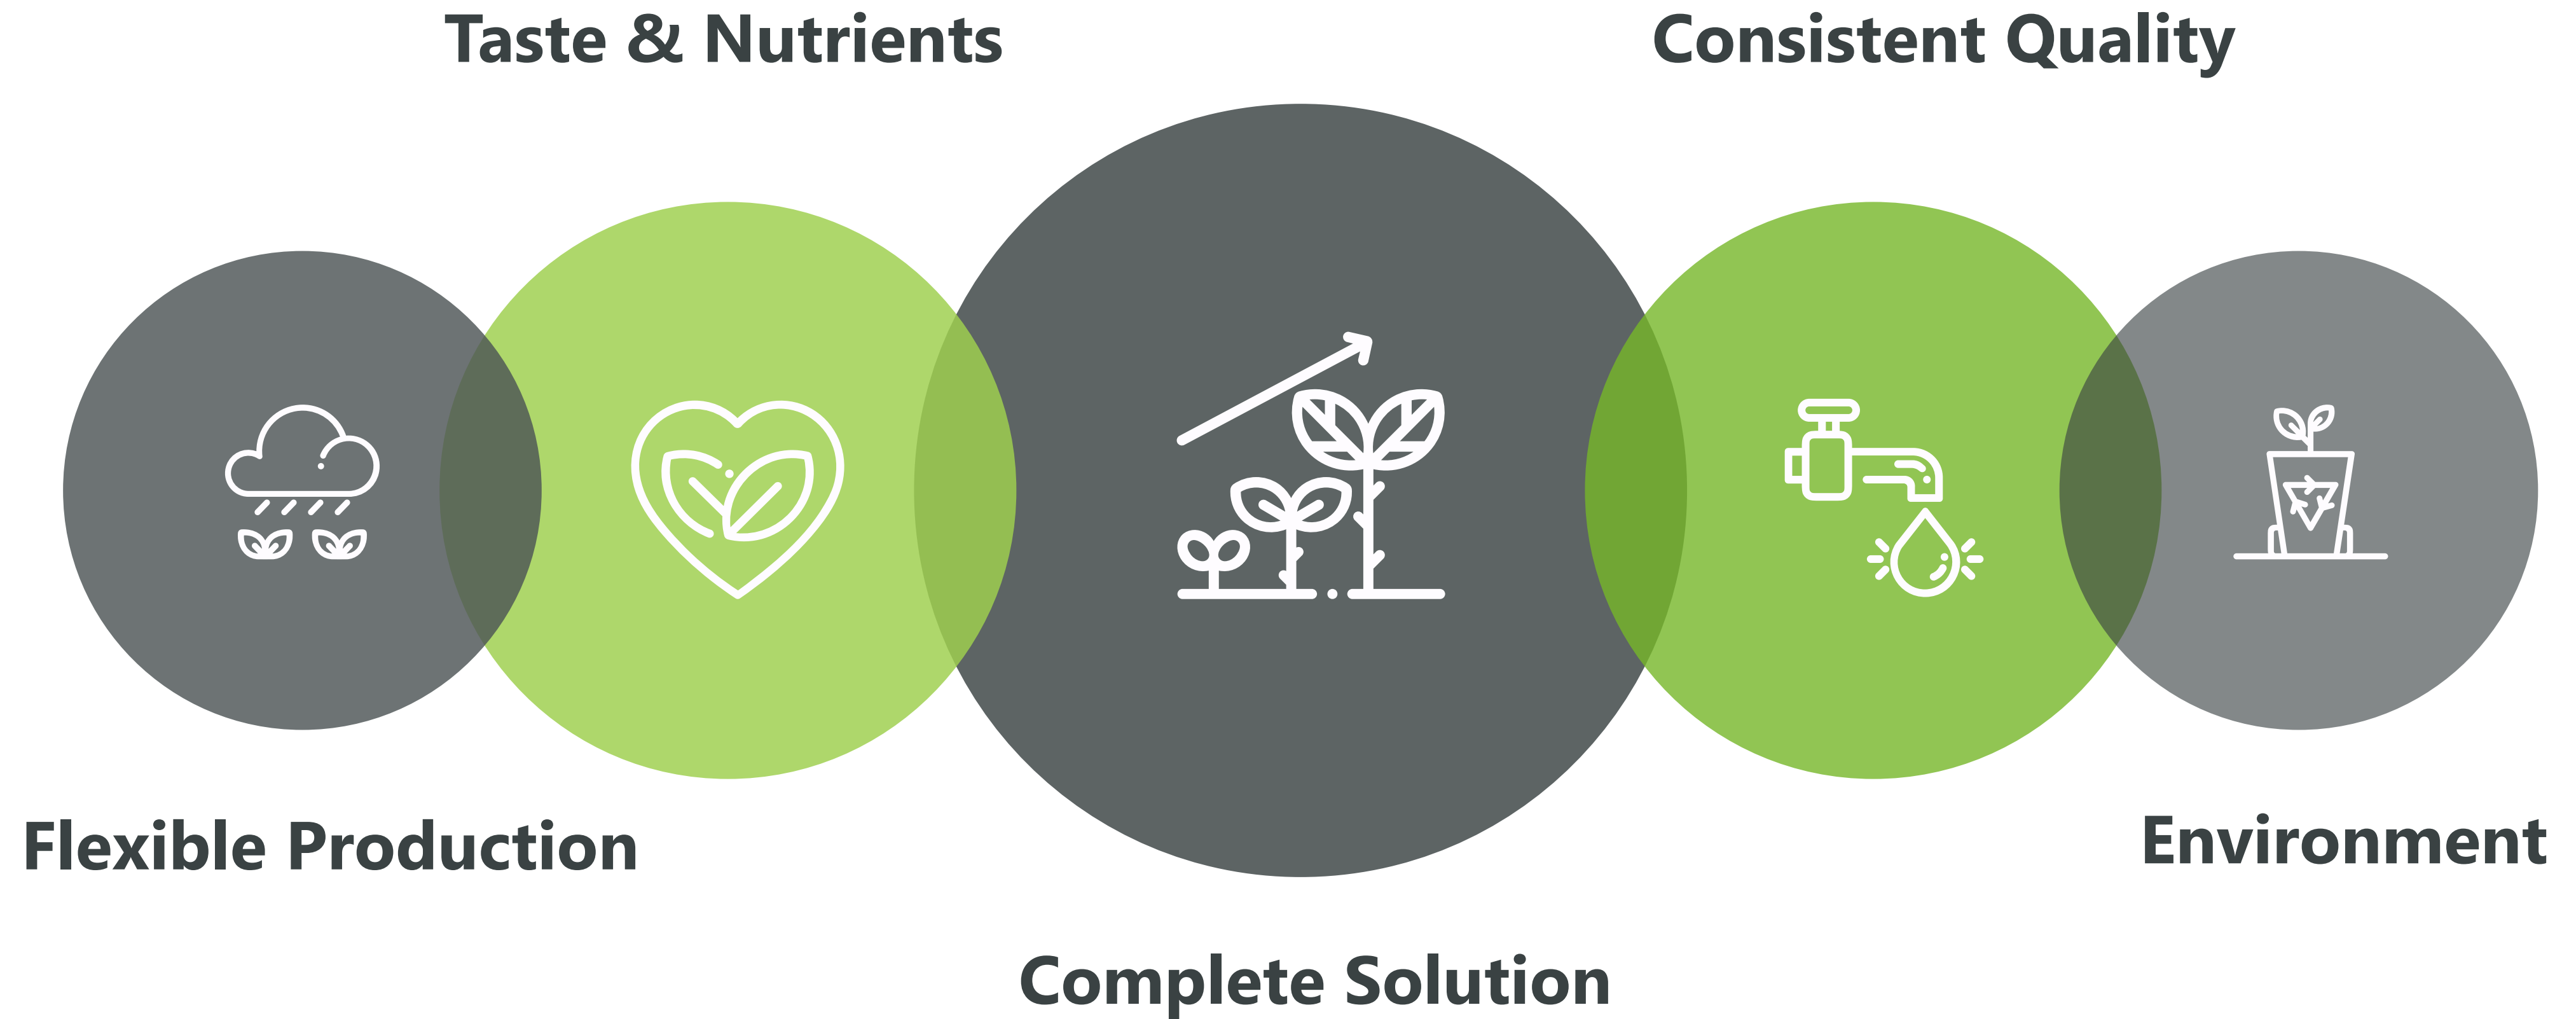 Taste & Nutrients
Consistent Quality
Flexible Production
Environment
Complete Solution